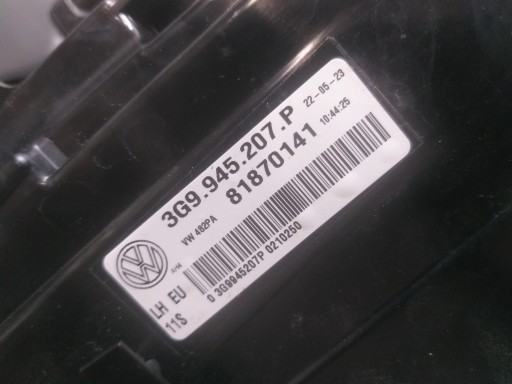 3G9.945.207.P 22-05-23
81870141 10:44:25
VW 482PA
LH EU
11S
0 3G9945207P 0210250